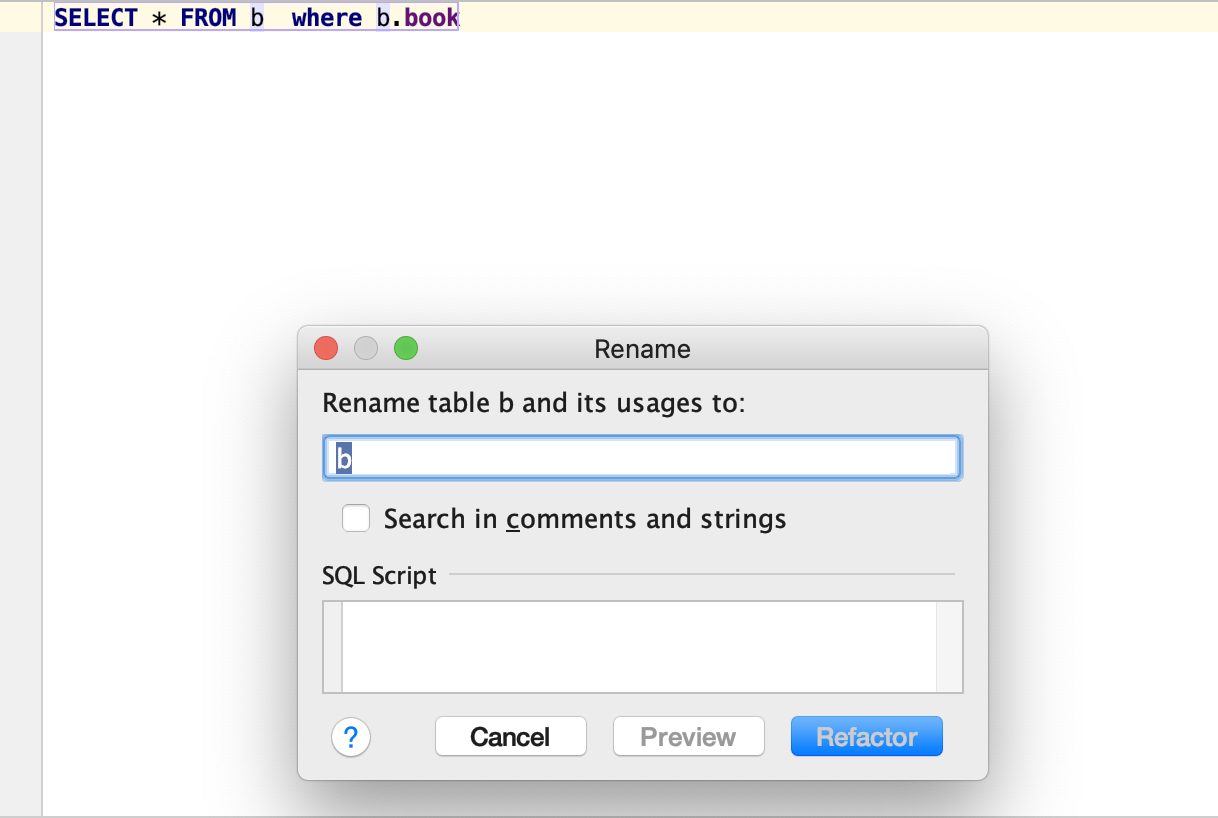 SELECT * FROM b  where b.book
Rename
Rename table b and its usages to:
b
Search in comments and strings
SQL Script
? Cancel Preview Refactor